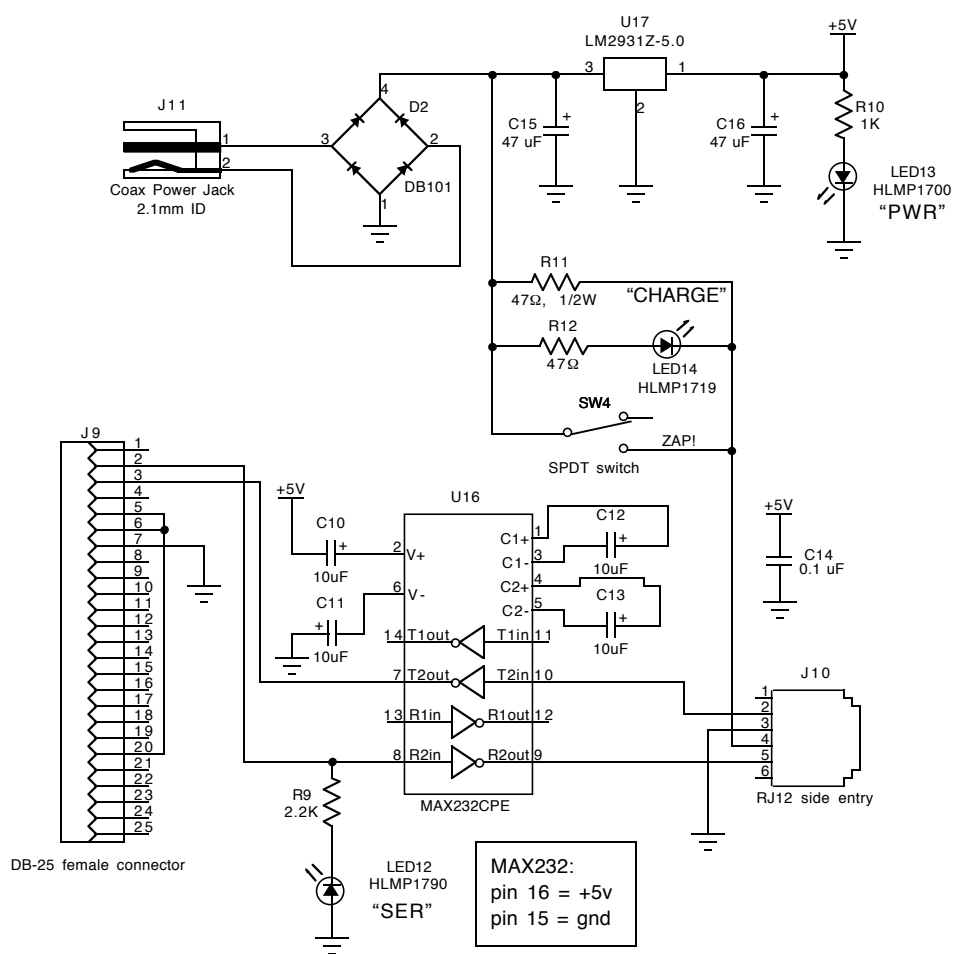 U17
LM2931Z-5.0
3
1
2
+5V
J11
1
2
Coax Power Jack
2.1mm ID
4
D2
3
2
DB101
1
C15
+
47 uF
C16
+
47 uF
R10
1K
LED13
HLMP1700
“PWR”
R11
47Ω, 1/2W
“CHARGE”
R12
47Ω
LED14
HLMP1719
SW4
ZAP!
SPDT switch
J9
1
2
3
4
5
6
7
8
9
10
11
12
13
14
15
16
17
18
19
20
21
22
23
24
25
DB-25 female connector
+5V
C10
+
10uF
C11
+
10uF
U16
2 V+
6 V-
C1+ 1
C1- 3
C2+ 4
C2- 5
C12
+
10uF
C13
+
10uF
14 T1out T1in 11
7 T2out T2in 10
13 R1in R1out 12
8 R2in R2out 9
MAX232CPE
+5V
C14
0.1 uF
J10
1
2
3
4
5
6
RJ12 side entry
R9
2.2K
LED12
HLMP1790
“SER”
MAX232:
pin 16 = +5v
pin 15 = gnd